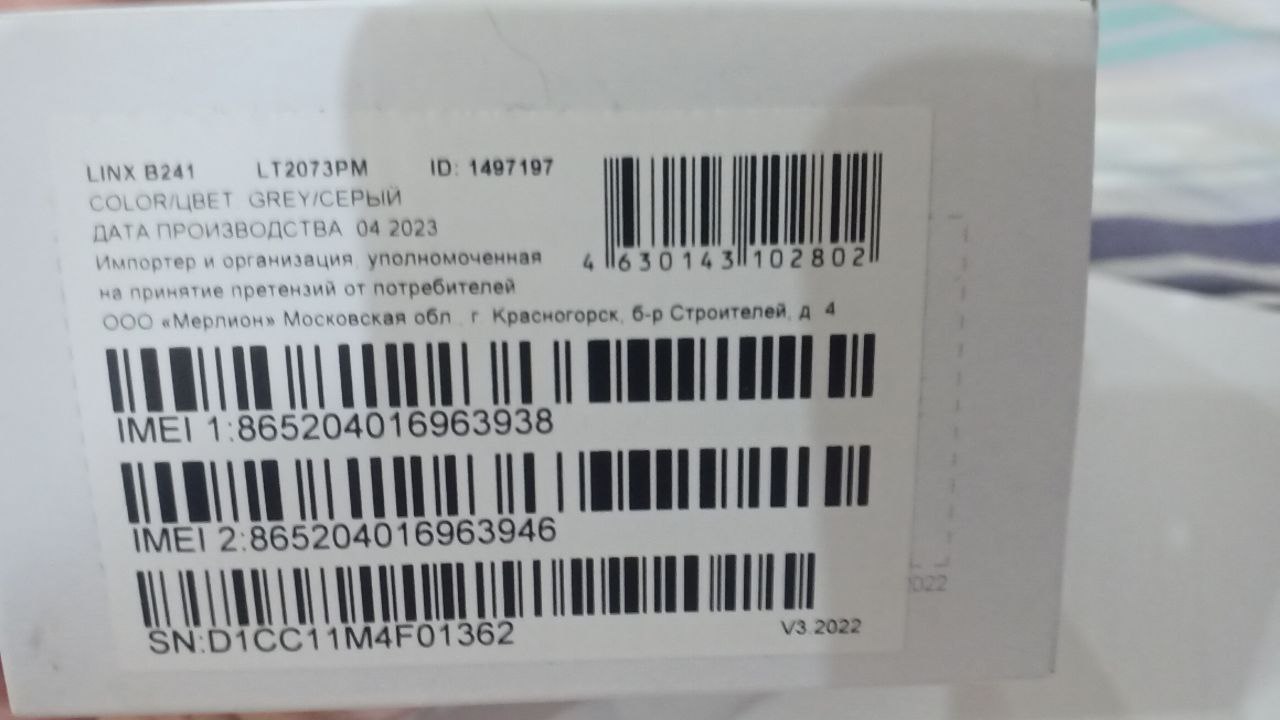 LINX B241 LT2073PM ID: 1497197
COLOR/ЦВЕТ GREY/СЕРЫЙ
ДАТА ПРОИЗВОДСТВА 04 2023
Импортер и организация, уполномоченная
на принятие претензий от потребителей
ООО «Мерлион» Московская обл., г. Красногорск, б-р Строителей, д. 4
4 630143 102802
IMEI 1:865204016963938
IMEI 2:865204016963946
SN:D1CC11M4F01362
V3.2022
022